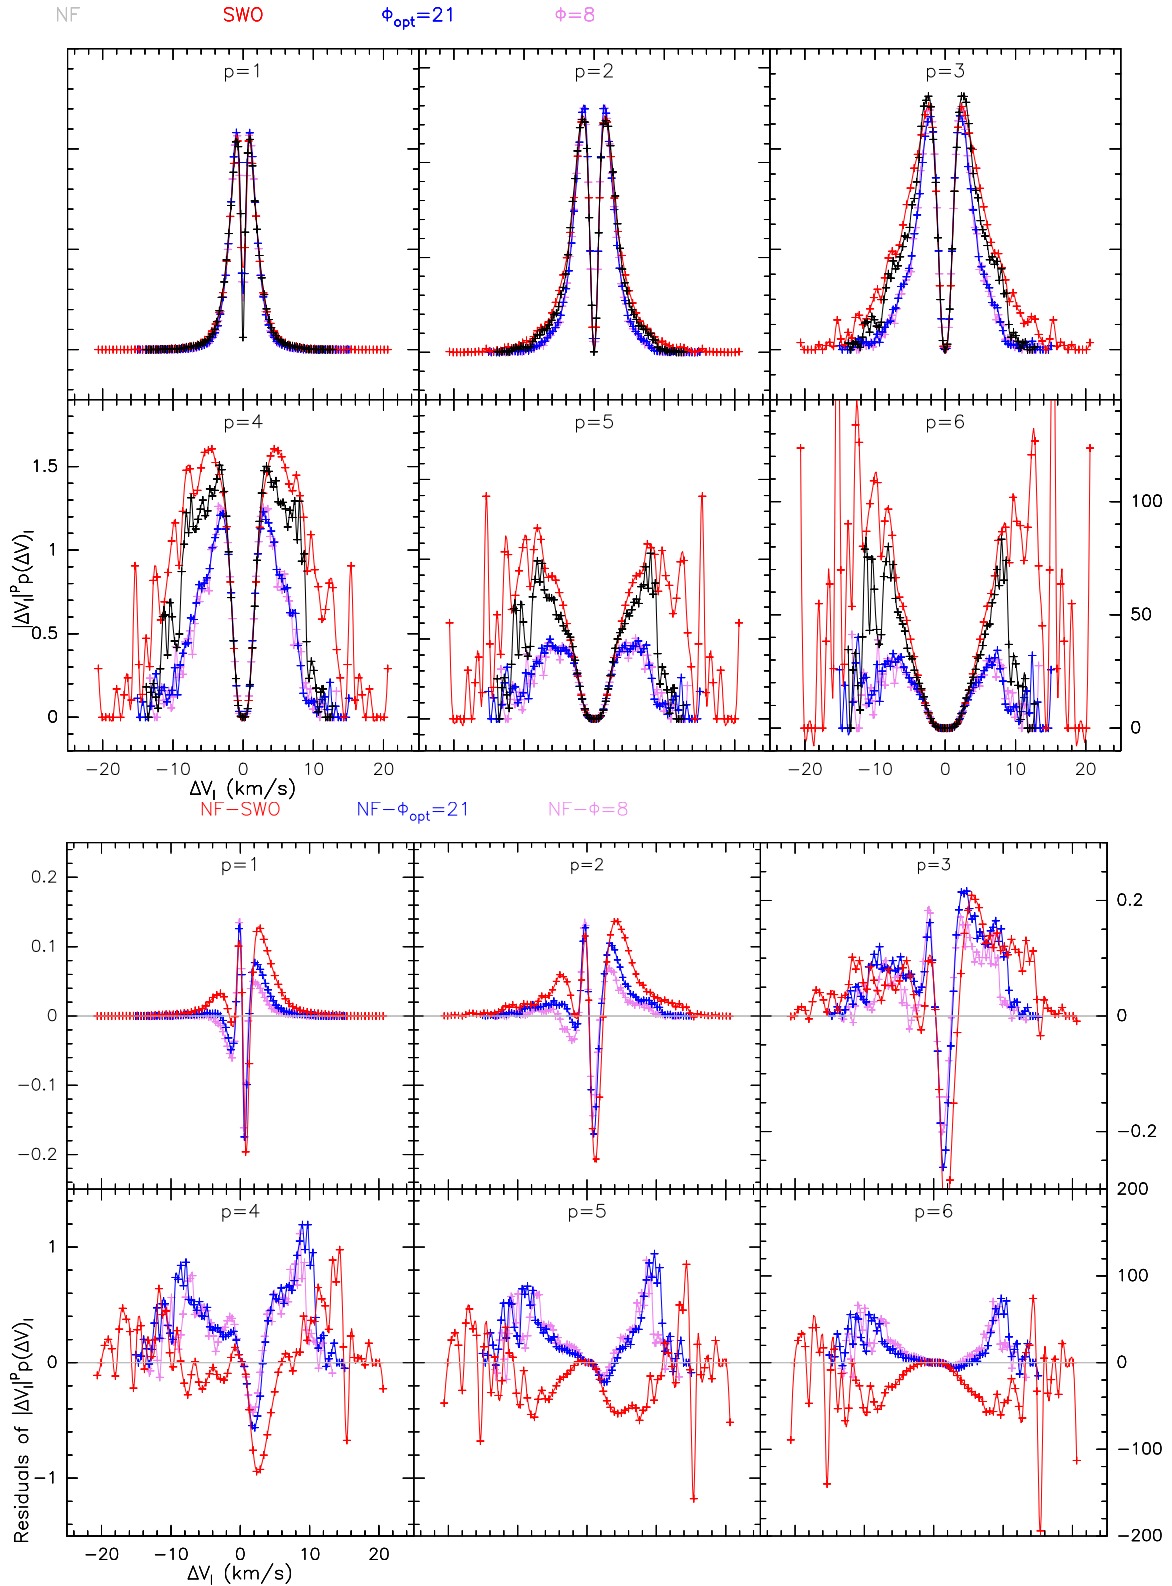 NF SWO Φopt=21 Φ=8
p=1 p=2 p=3
p=4 p=5 p=6
1.5
1
0.5
0
100
50
0
|ΔVl|ᵖp(ΔV)l
−20 −10 0 10 20
−20 −10 0 10 20
ΔVl (km/s)
NF−SWO NF−Φopt=21 NF−Φ=8
p=1 p=2 p=3
0.2
0.1
0
−0.1
−0.2
0.2
0
−0.2
p=4 p=5 p=6
1
0
−1
200
100
0
−100
−200
Residuals of |ΔVl|ᵖp(ΔV)l
−20 −10 0 10 20
ΔVl (km/s)